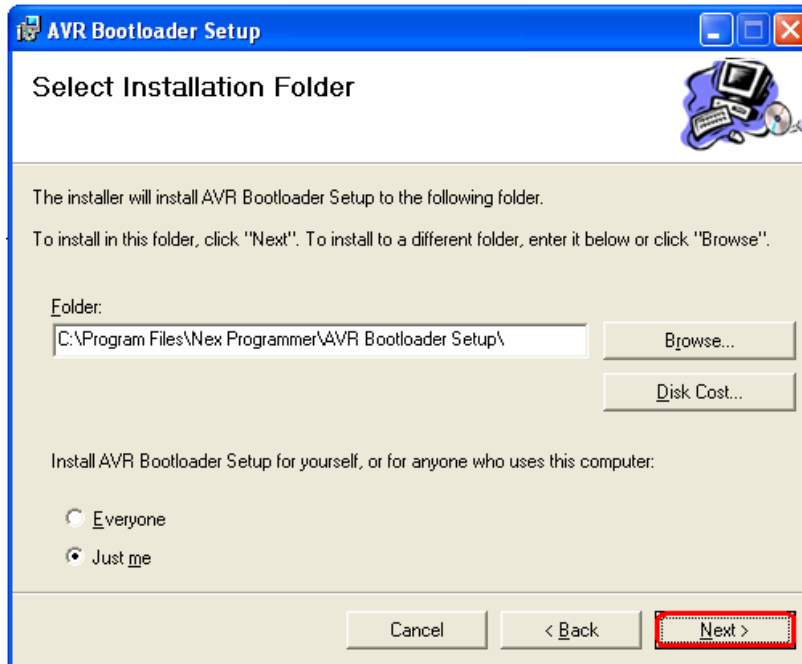 AVR Bootloader Setup
Select Installation Folder
The installer will install AVR Bootloader Setup to the following folder.
To install in this folder, click "Next". To install to a different folder, enter it below or click "Browse".
Folder:
C:\Program Files\Nex Programmer\AVR Bootloader Setup\
Browse...
Disk Cost...
Install AVR Bootloader Setup for yourself, or for anyone who uses this computer:
Everyone
Just me
Cancel
< Back
Next >